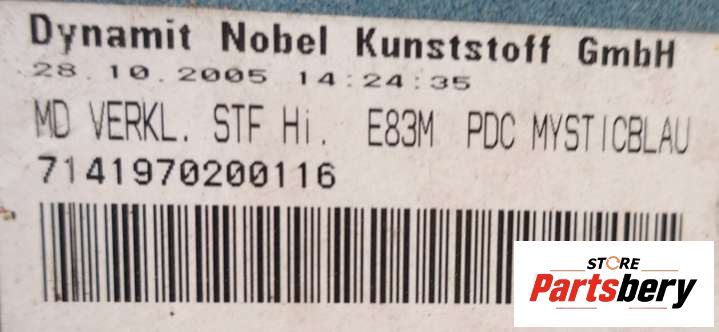 Dynamit Nobel Kunststoff GmbH
28.10.2005 14:24:35
MD VERKL. STF Hi. E83M PDC MYSTICBLAU
7141970200116
STORE
Partsbery